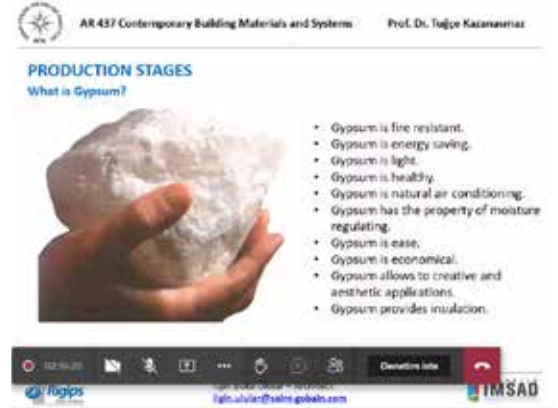 AR 437 Contemporary Building Materials and Systems
Prof. Dr. Tuğçe Kazanasmaz
PRODUCTION STAGES
What is Gypsum?
• Gypsum is fire resistant.
• Gypsum is energy saving.
• Gypsum is light.
• Gypsum is healthy.
• Gypsum is natural air conditioning.
• Gypsum has the property of moisture
regulating.
• Gypsum is ease.
• Gypsum is economical.
• Gypsum allows to creative and
aesthetic applications.
• Gypsum provides insulation.
Denetim iste
Rigips
IMSAD